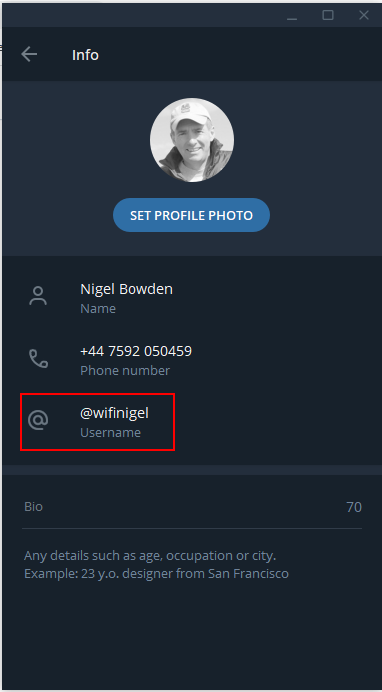 Info
SET PROFILE PHOTO
Nigel Bowden
Name
+44 7592 050459
Phone number
@wifinigel
Username
Bio 70
Any details such as age, occupation or city.
Example: 23 y.o. designer from San Francisco